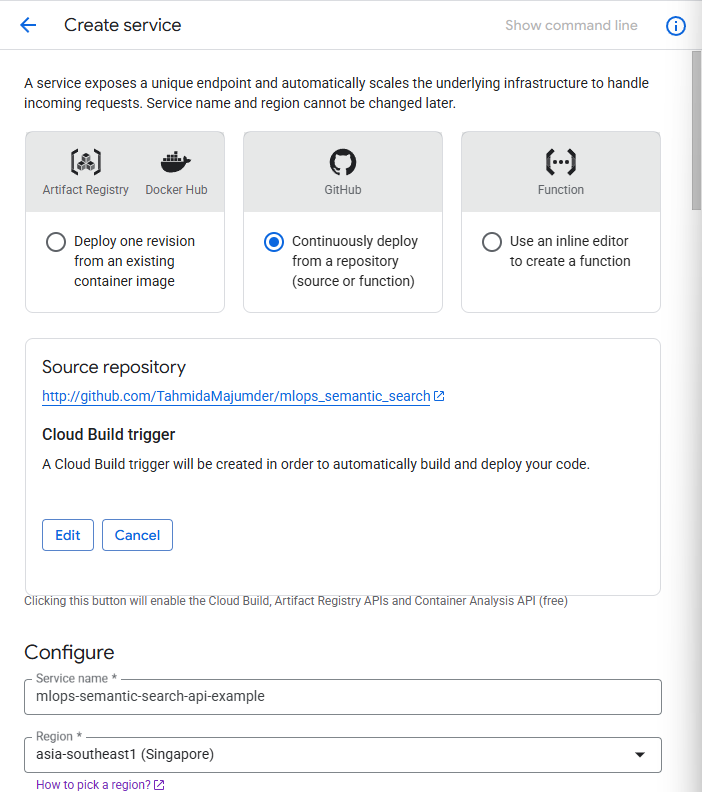 Create service
Show command line
A service exposes a unique endpoint and automatically scales the underlying infrastructure to handle
incoming requests. Service name and region cannot be changed later.
Artifact Registry
Docker Hub
Deploy one revision
from an existing
container image
GitHub
Continuously deploy
from a repository
(source or function)
Function
Use an inline editor
to create a function
Source repository
http://github.com/TahmidaMajumder/mlops_semantic_search
Cloud Build trigger
A Cloud Build trigger will be created in order to automatically build and deploy your code.
Edit
Cancel
Clicking this button will enable the Cloud Build, Artifact Registry APIs and Container Analysis API (free)
Configure
Service name *
mlops-semantic-search-api-example
Region *
asia-southeast1 (Singapore)
How to pick a region?